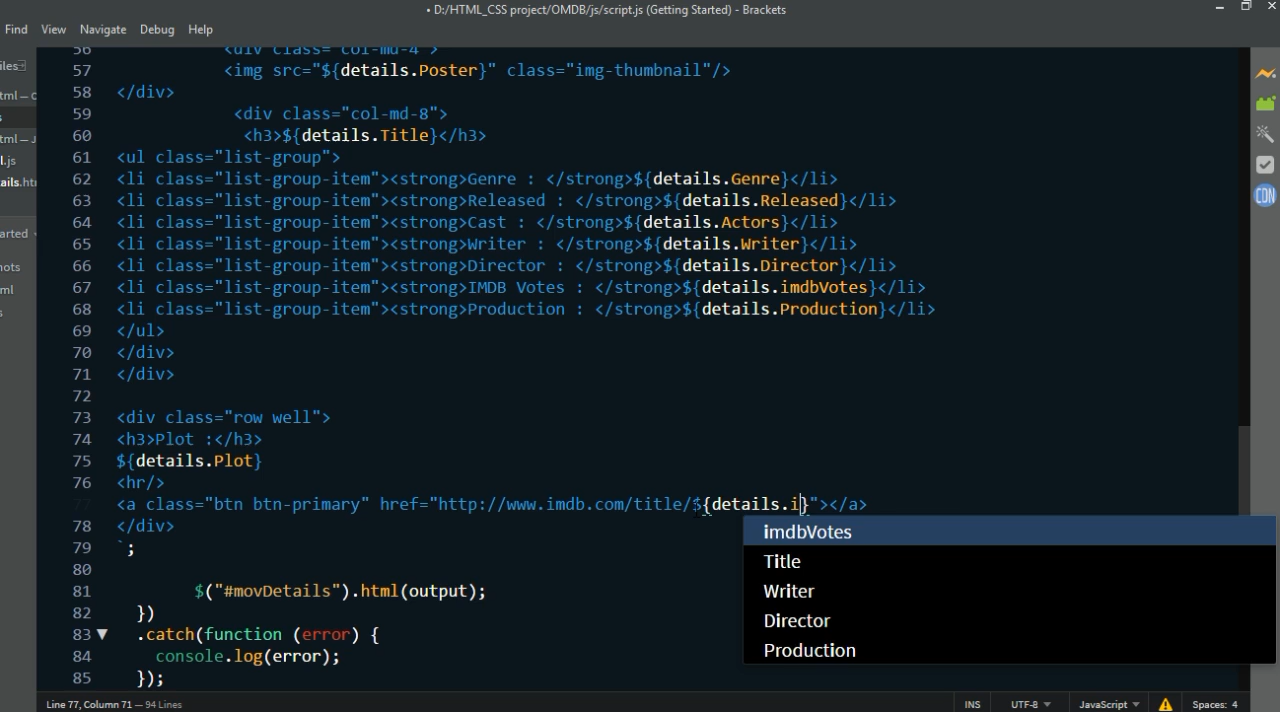 • D:/HTML_CSS project/OMDB/js/script.js (Getting Started) - Brackets
Find View Navigate Debug Help
56 <div class="col-md-4">
57 <img src="${details.Poster}" class="img-thumbnail"/>
58 </div>
59 <div class="col-md-8">
60 <h3>${details.Title}</h3>
61 <ul class="list-group">
62 <li class="list-group-item"><strong>Genre : </strong>${details.Genre}</li>
63 <li class="list-group-item"><strong>Released : </strong>${details.Released}</li>
64 <li class="list-group-item"><strong>Cast : </strong>${details.Actors}</li>
65 <li class="list-group-item"><strong>Writer : </strong>${details.Writer}</li>
66 <li class="list-group-item"><strong>Director : </strong>${details.Director}</li>
67 <li class="list-group-item"><strong>IMDB Votes : </strong>${details.imdbVotes}</li>
68 <li class="list-group-item"><strong>Production : </strong>${details.Production}</li>
69 </ul>
70 </div>
71 </div>
72
73 <div class="row well">
74 <h3>Plot :</h3>
75 ${details.Plot}
76 <hr/>
77 <a class="btn btn-primary" href="http://www.imdb.com/title/${details.i}"></a>
78 </div>
79 `;
80
81 $("#movDetails").html(output);
82 })
83 .catch(function (error) {
84 console.log(error);
85 });
imdbVotes
Title
Writer
Director
Production
CDN
Line 77, Column 71 — 94 Lines
INS UTF-8 JavaScript Spaces: 4